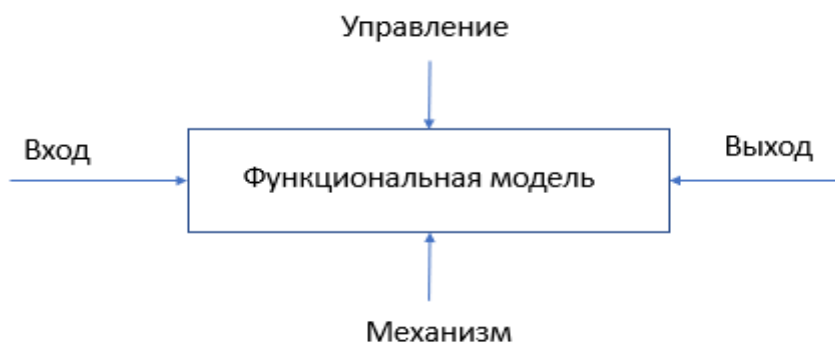 Управление
Вход
Функциональная модель
Выход
Механизм